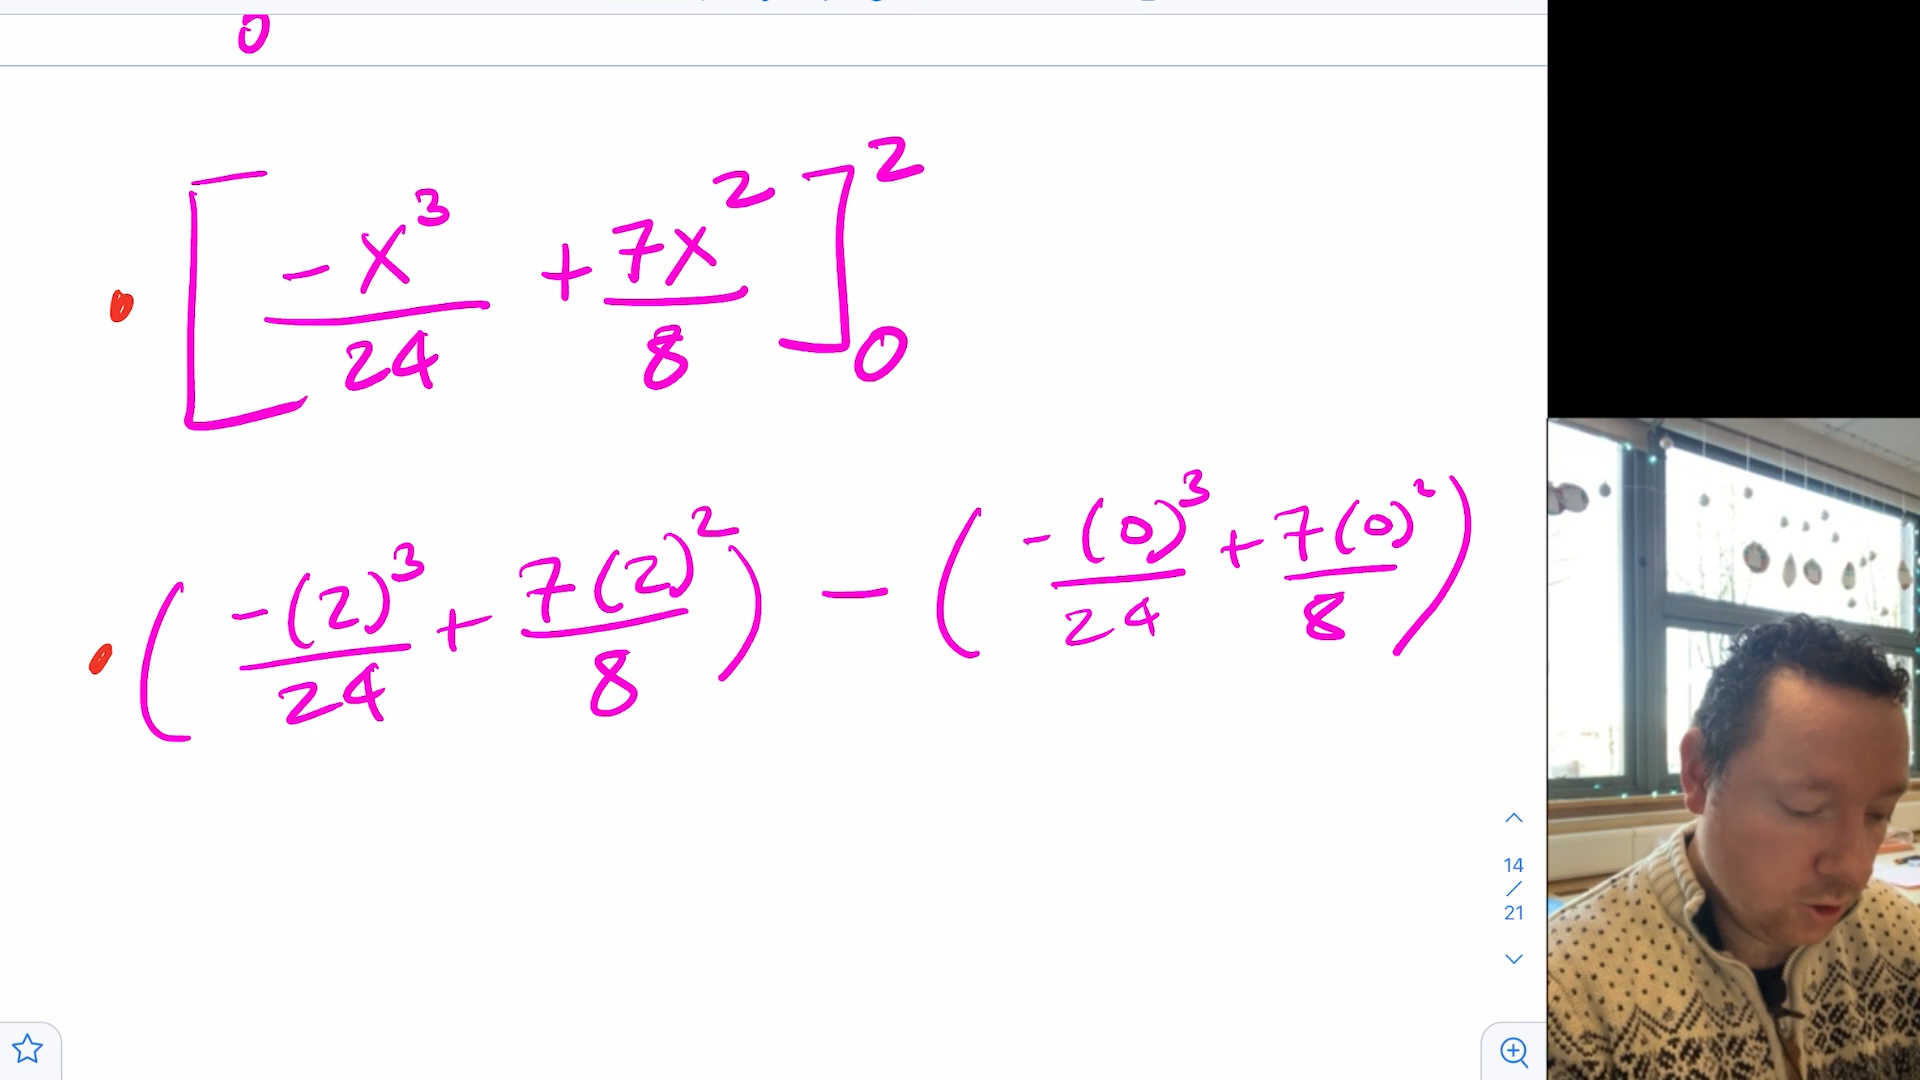 0
[ -x³/24 + 7x²/8 ]²₀
( -(2)³/24 + 7(2)²/8 ) - ( -(0)³/24 + 7(0)²/8 )
14
/
21